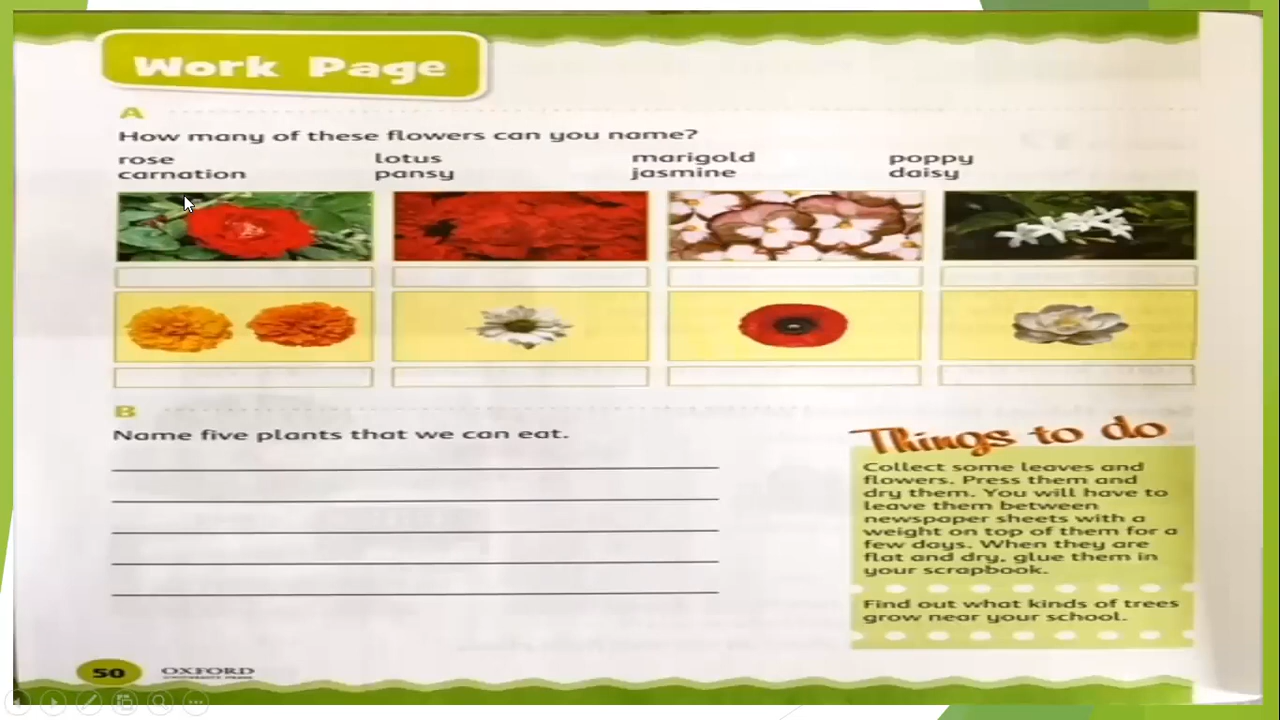 Work Page
A
How many of these flowers can you name?
rose lotus marigold poppy
carnation pansy jasmine daisy
B
Name five plants that we can eat.
Things to do
Collect some leaves and
flowers. Press them and
dry them. You will have to
leave them between
newspaper sheets with a
weight on top of them for a
few days. When they are
flat and dry, glue them in
your scrapbook.
Find out what kinds of trees
grow near your school.
50
OXFORD
UNIVERSITY PRESS